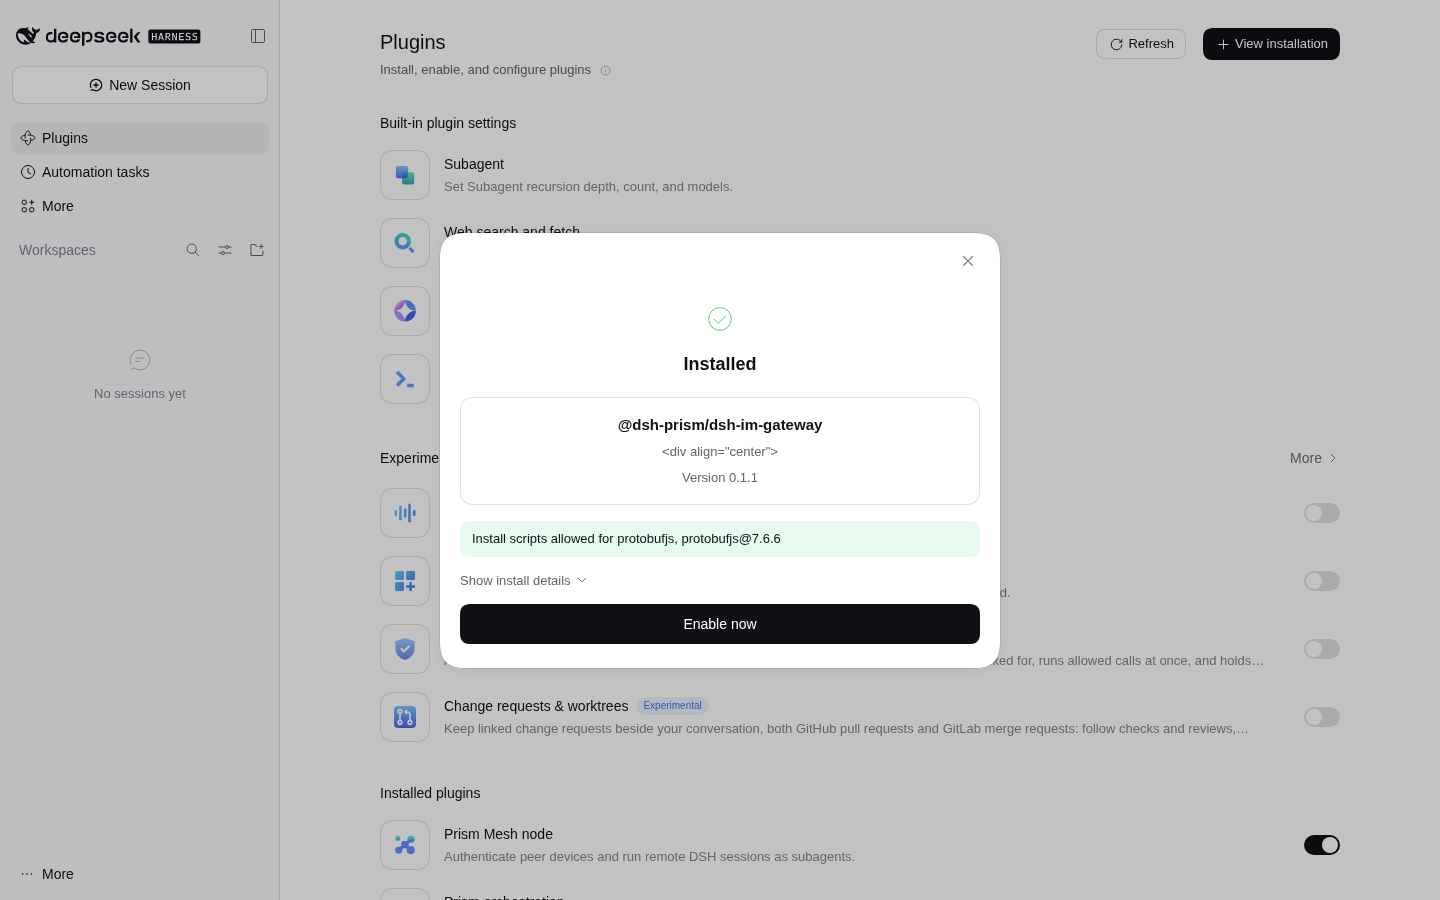 deepseek HARNESS
New Session
Plugins
Automation tasks
More
Workspaces
No sessions yet
More
Plugins
Install, enable, and configure plugins
Refresh
View installation
Built-in plugin settings
Subagent
Set Subagent recursion depth, count, and models.
Web search and fetch
Installed
@dsh-prism/dsh-im-gateway
<div align="center">
Version 0.1.1
Install scripts allowed for protobufjs, protobufjs@7.6.6
Show install details
Enable now
Experime
More
d.
ked for, runs allowed calls at once, and holds…
Change requests & worktrees Experimental
Keep linked change requests beside your conversation, both GitHub pull requests and GitLab merge requests: follow checks and reviews,…
Installed plugins
Prism Mesh node
Authenticate peer devices and run remote DSH sessions as subagents.
Prism orchestration